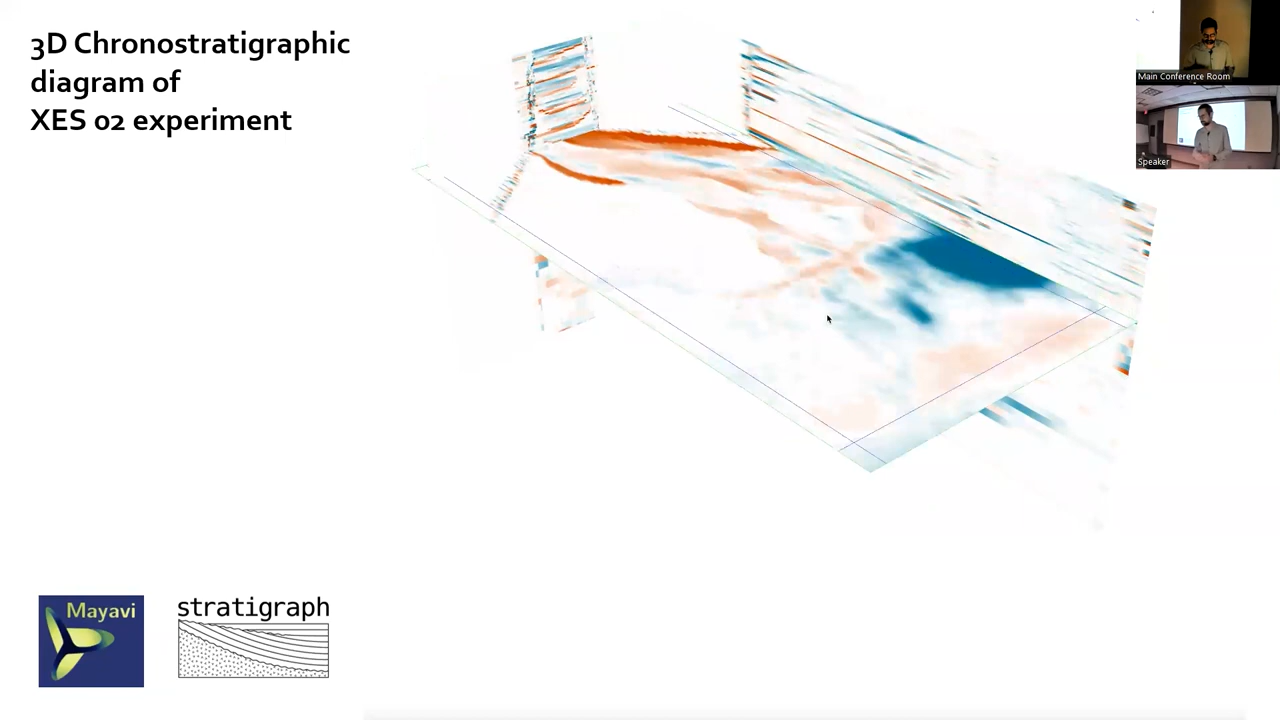 3D Chronostratigraphic
diagram of
XES 02 experiment
Main Conference Room
Speaker
Mayavi
stratigraph